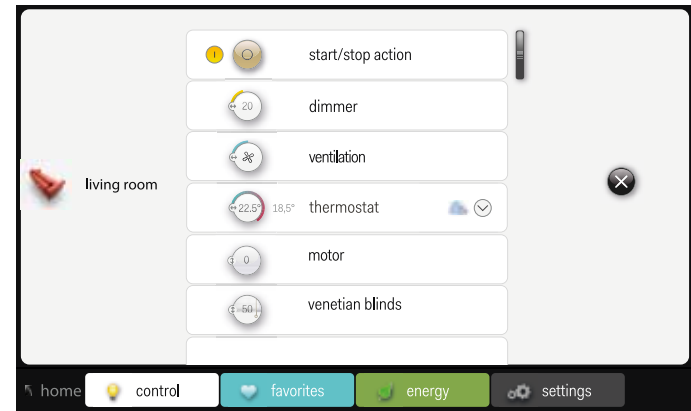 start/stop action
20 dimmer
ventilation
living room
22.5° 18,5° thermostat
0 motor
50 venetian blinds
home control favorites energy settings